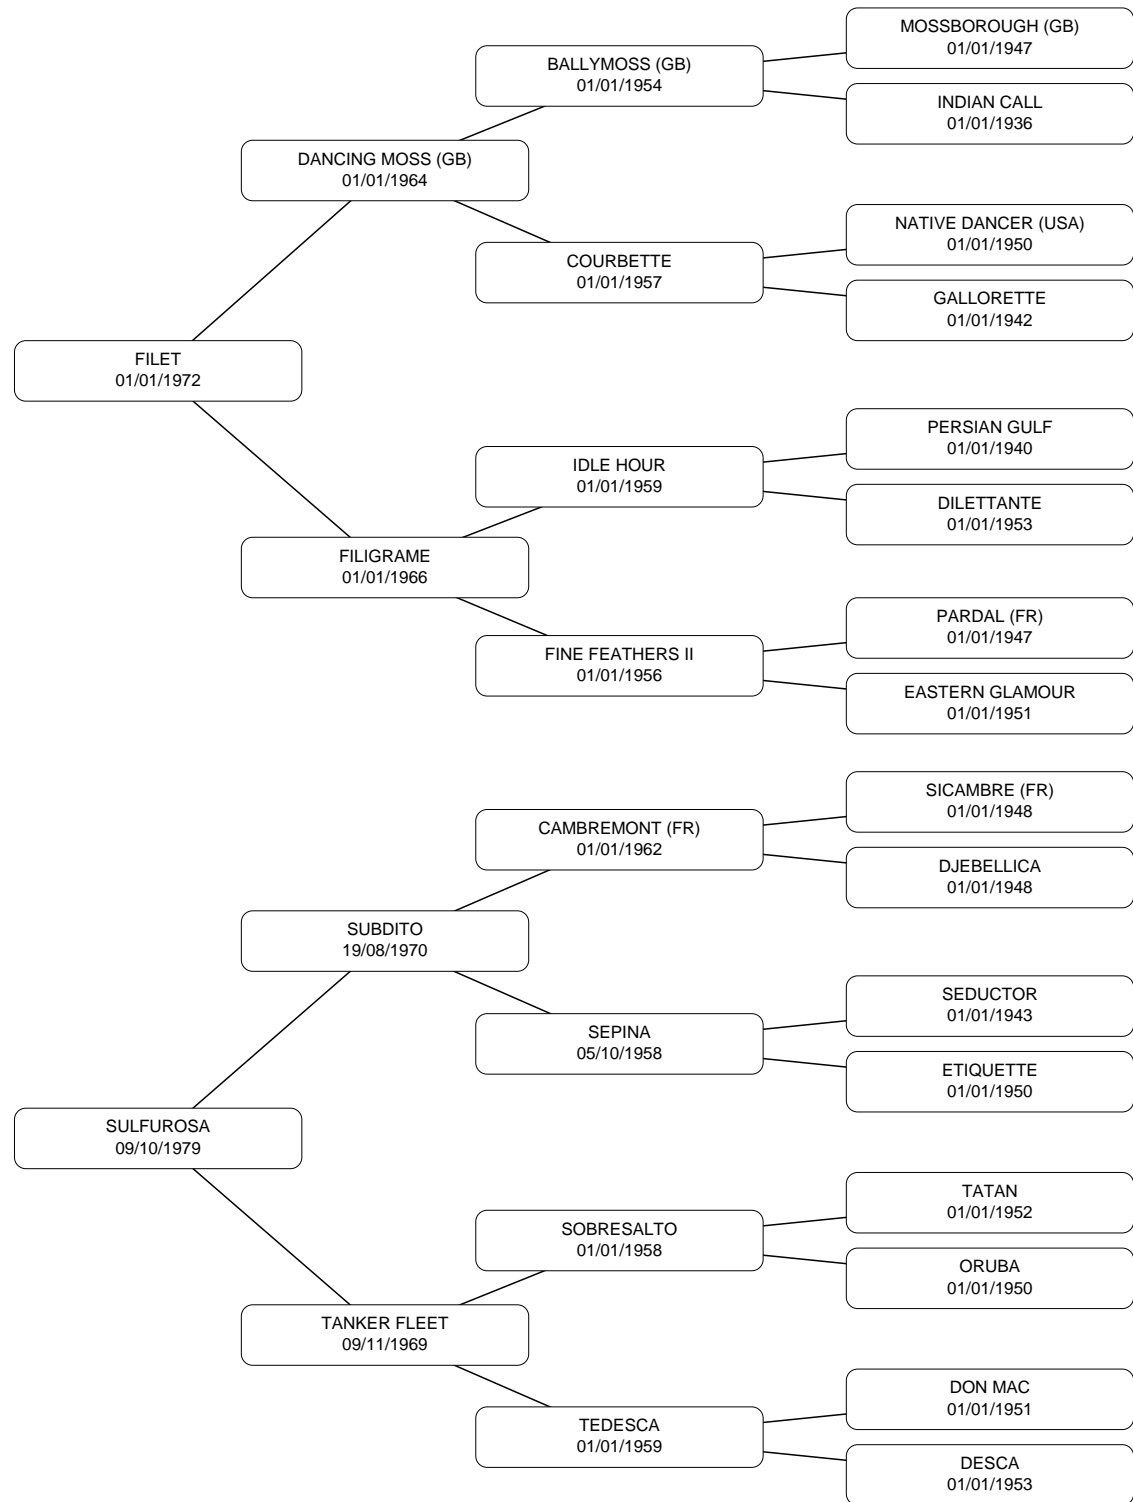 MOSSBOROUGH (GB)
01/01/1947
BALLYMOSS (GB)
01/01/1954
INDIAN CALL
01/01/1936
DANCING MOSS (GB)
01/01/1964
NATIVE DANCER (USA)
01/01/1950
COURBETTE
01/01/1957
GALLORETTE
01/01/1942
FILET
01/01/1972
PERSIAN GULF
01/01/1940
IDLE HOUR
01/01/1959
DILETTANTE
01/01/1953
FILIGRAME
01/01/1966
PARDAL (FR)
01/01/1947
FINE FEATHERS II
01/01/1956
EASTERN GLAMOUR
01/01/1951
SICAMBRE (FR)
01/01/1948
CAMBREMONT (FR)
01/01/1962
DJEBELLICA
01/01/1948
SUBDITO
19/08/1970
SEDUCTOR
01/01/1943
SEPINA
05/10/1958
ETIQUETTE
01/01/1950
SULFUROSA
09/10/1979
TATAN
01/01/1952
SOBRESALTO
01/01/1958
ORUBA
01/01/1950
TANKER FLEET
09/11/1969
DON MAC
01/01/1951
TEDESCA
01/01/1959
DESCA
01/01/1953